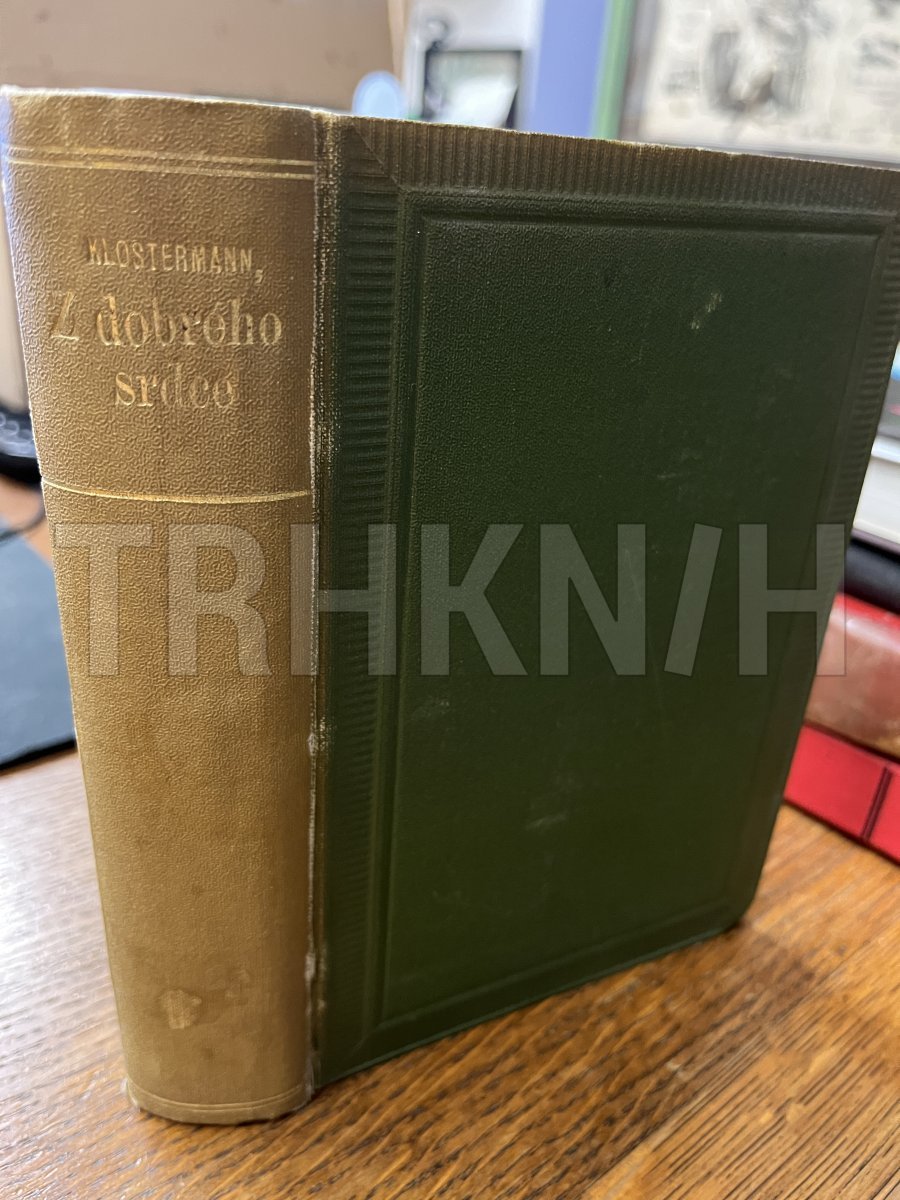 KLOSTERMANN,
Z dobrého
srdce
TRHKNIH